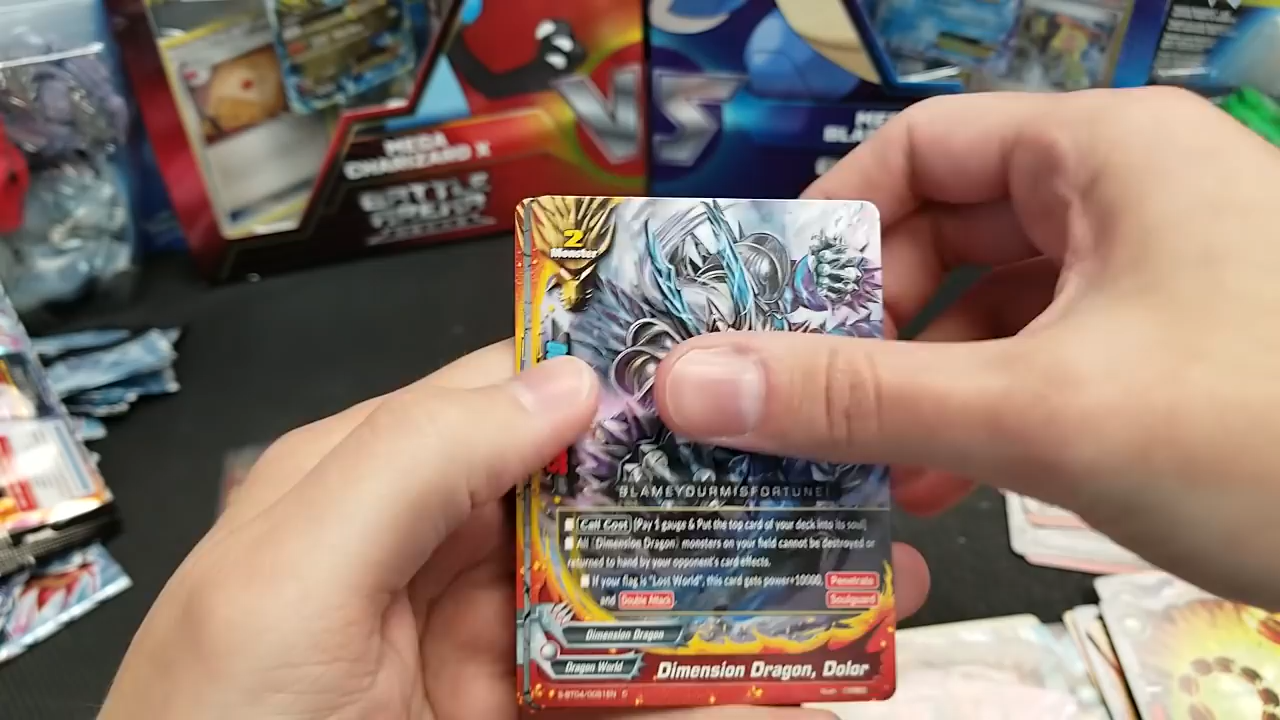 MEGA
CHARIZARD X
BATTLE
ARENA
VS
2
Monster
BLAMEYOURMISFORTUNE!
Call Cost [Pay 1 gauge & Put the top card of your deck into its soul]
All "Dimension Dragon" monsters on your field cannot be destroyed or
returned to hand by your opponent's card effects.
If your flag is "Lost World", this card gets power+10000, Penetrate
and Double Attack Soulguard
Dimension Dragon
Dragon World
Dimension Dragon, Dolor